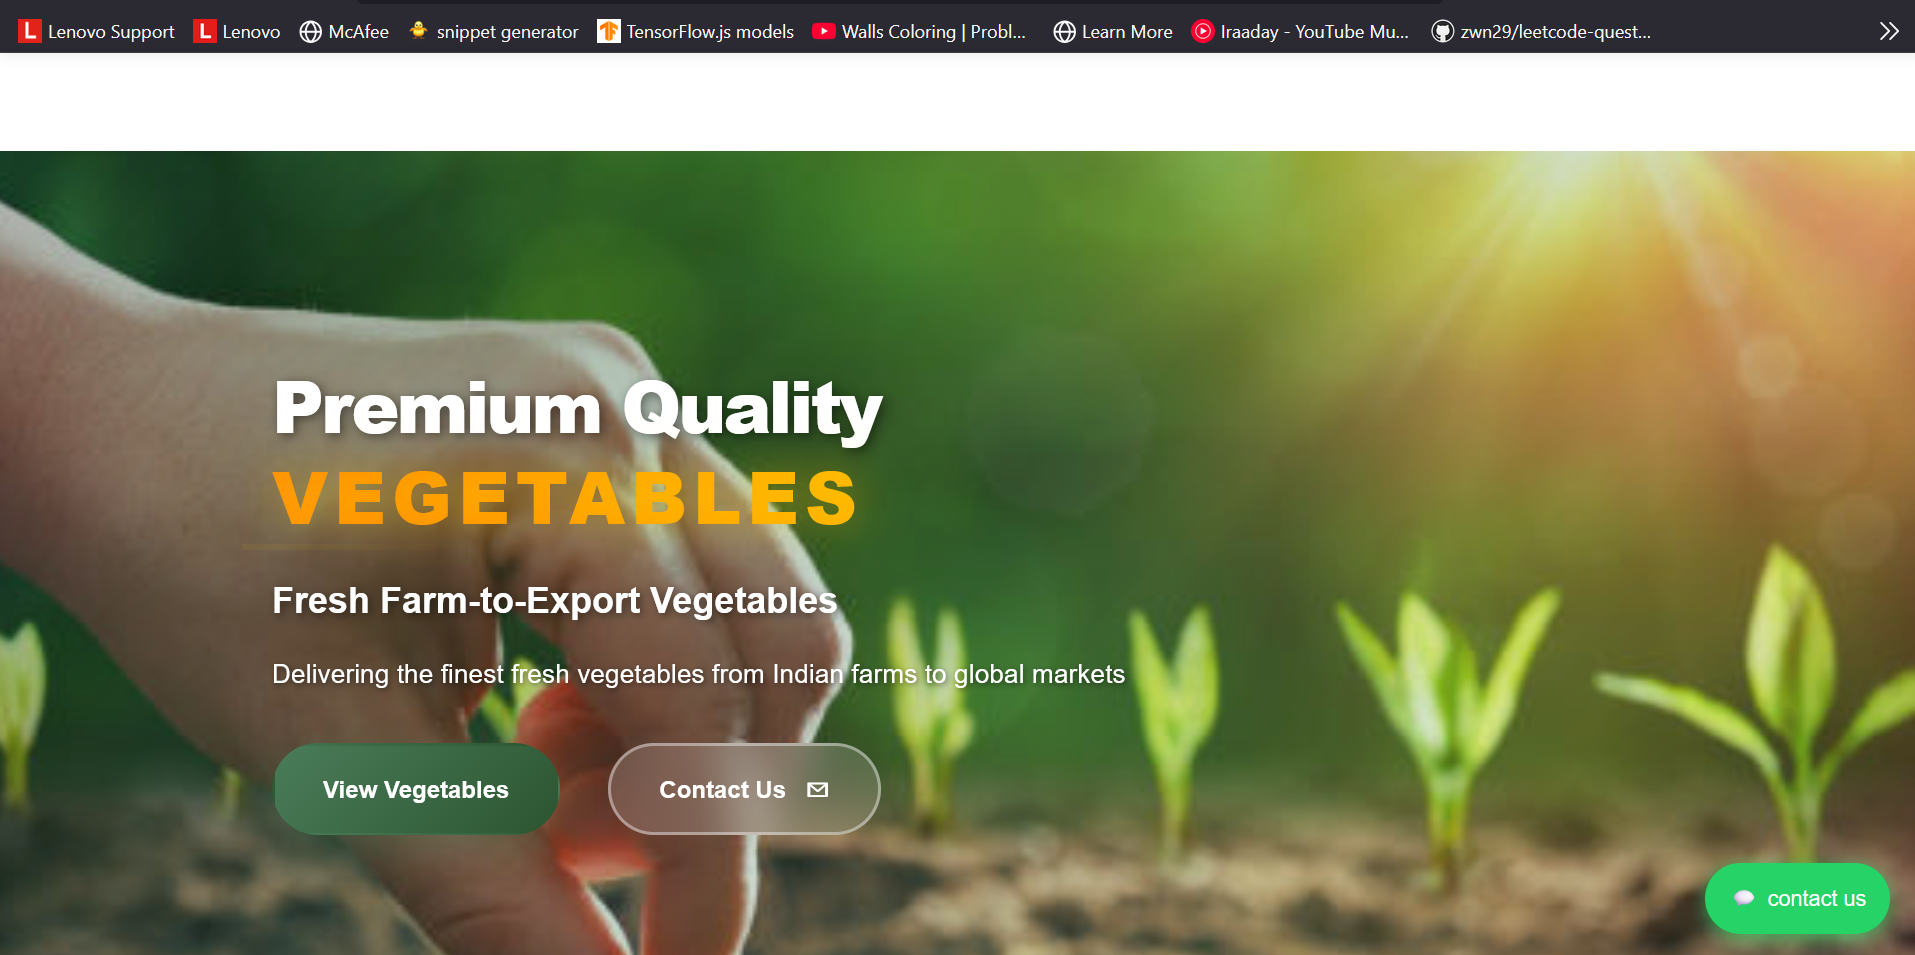 Lenovo Support Lenovo McAfee snippet generator TensorFlow.js models Walls Coloring | Probl... Learn More Iraaday - YouTube Mu... zwn29/leetcode-quest...
Premium Quality
VEGETABLES
Fresh Farm-to-Export Vegetables
Delivering the finest fresh vegetables from Indian farms to global markets
View Vegetables Contact Us
contact us